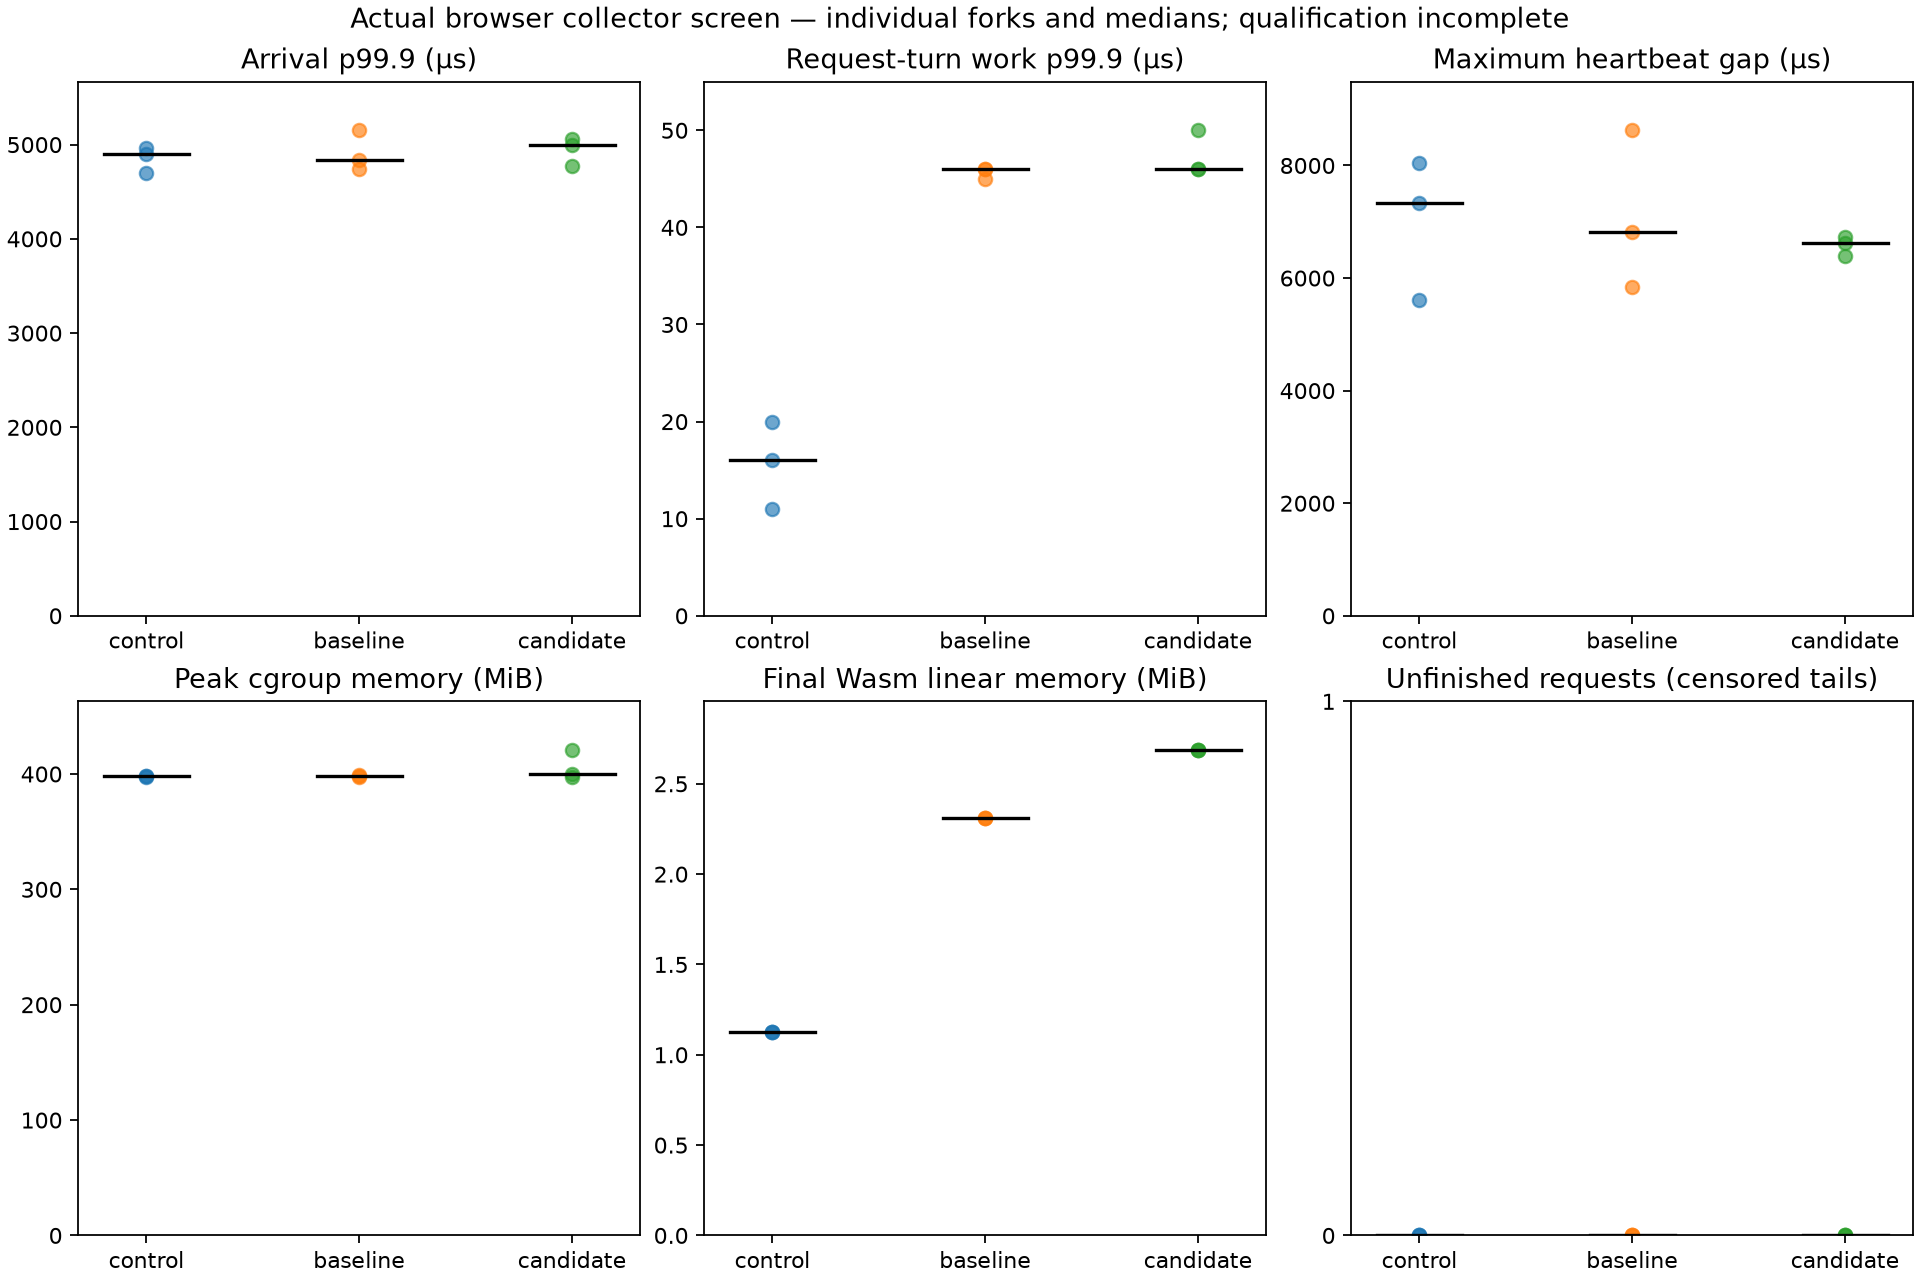 Actual browser collector screen — individual forks and medians; qualification incomplete
Arrival p99.9 (µs)
5000
4000
3000
2000
1000
0
control baseline candidate
Request-turn work p99.9 (µs)
50
40
30
20
10
0
control baseline candidate
Maximum heartbeat gap (µs)
8000
6000
4000
2000
0
control baseline candidate
Peak cgroup memory (MiB)
400
300
200
100
0
control baseline candidate
Final Wasm linear memory (MiB)
2.5
2.0
1.5
1.0
0.5
0.0
control baseline candidate
Unfinished requests (censored tails)
1
0
control baseline candidate